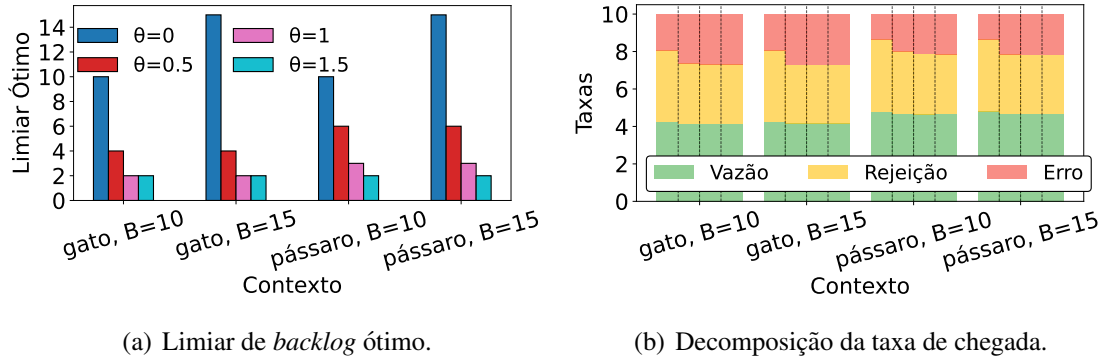 14
12
10
8
6
4
2
0
Limiar Ótimo
θ=0
θ=1
θ=0.5
θ=1.5
gato, B=10
gato, B=15
pássaro, B=10
pássaro, B=15
Contexto
(a) Limiar de backlog ótimo.
10
8
6
4
2
0
Taxas
Vazão Rejeição Erro
gato, B=10
gato, B=15
pássaro, B=10
pássaro, B=15
Contexto
(b) Decomposição da taxa de chegada.